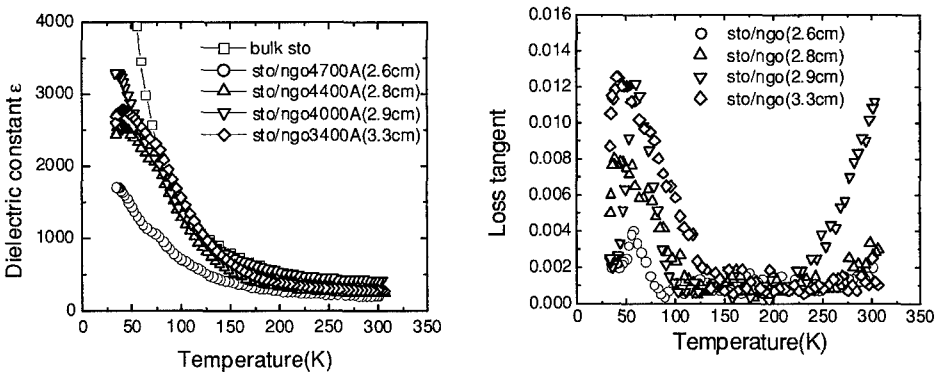 4000
3000
2000
1000
0
0 50 100 150 200 250 300 350
Dielectric constant ε
Temperature(K)
bulk sto
sto/ngo4700A(2.6cm)
sto/ngo4400A(2.8cm)
sto/ngo4000A(2.9cm)
sto/ngo3400A(3.3cm)
0.016
0.014
0.012
0.010
0.008
0.006
0.004
0.002
0.000
0 50 100 150 200 250 300 350
Loss tangent
Temperature(K)
sto/ngo(2.6cm)
sto/ngo(2.8cm)
sto/ngo(2.9cm)
sto/ngo(3.3cm)